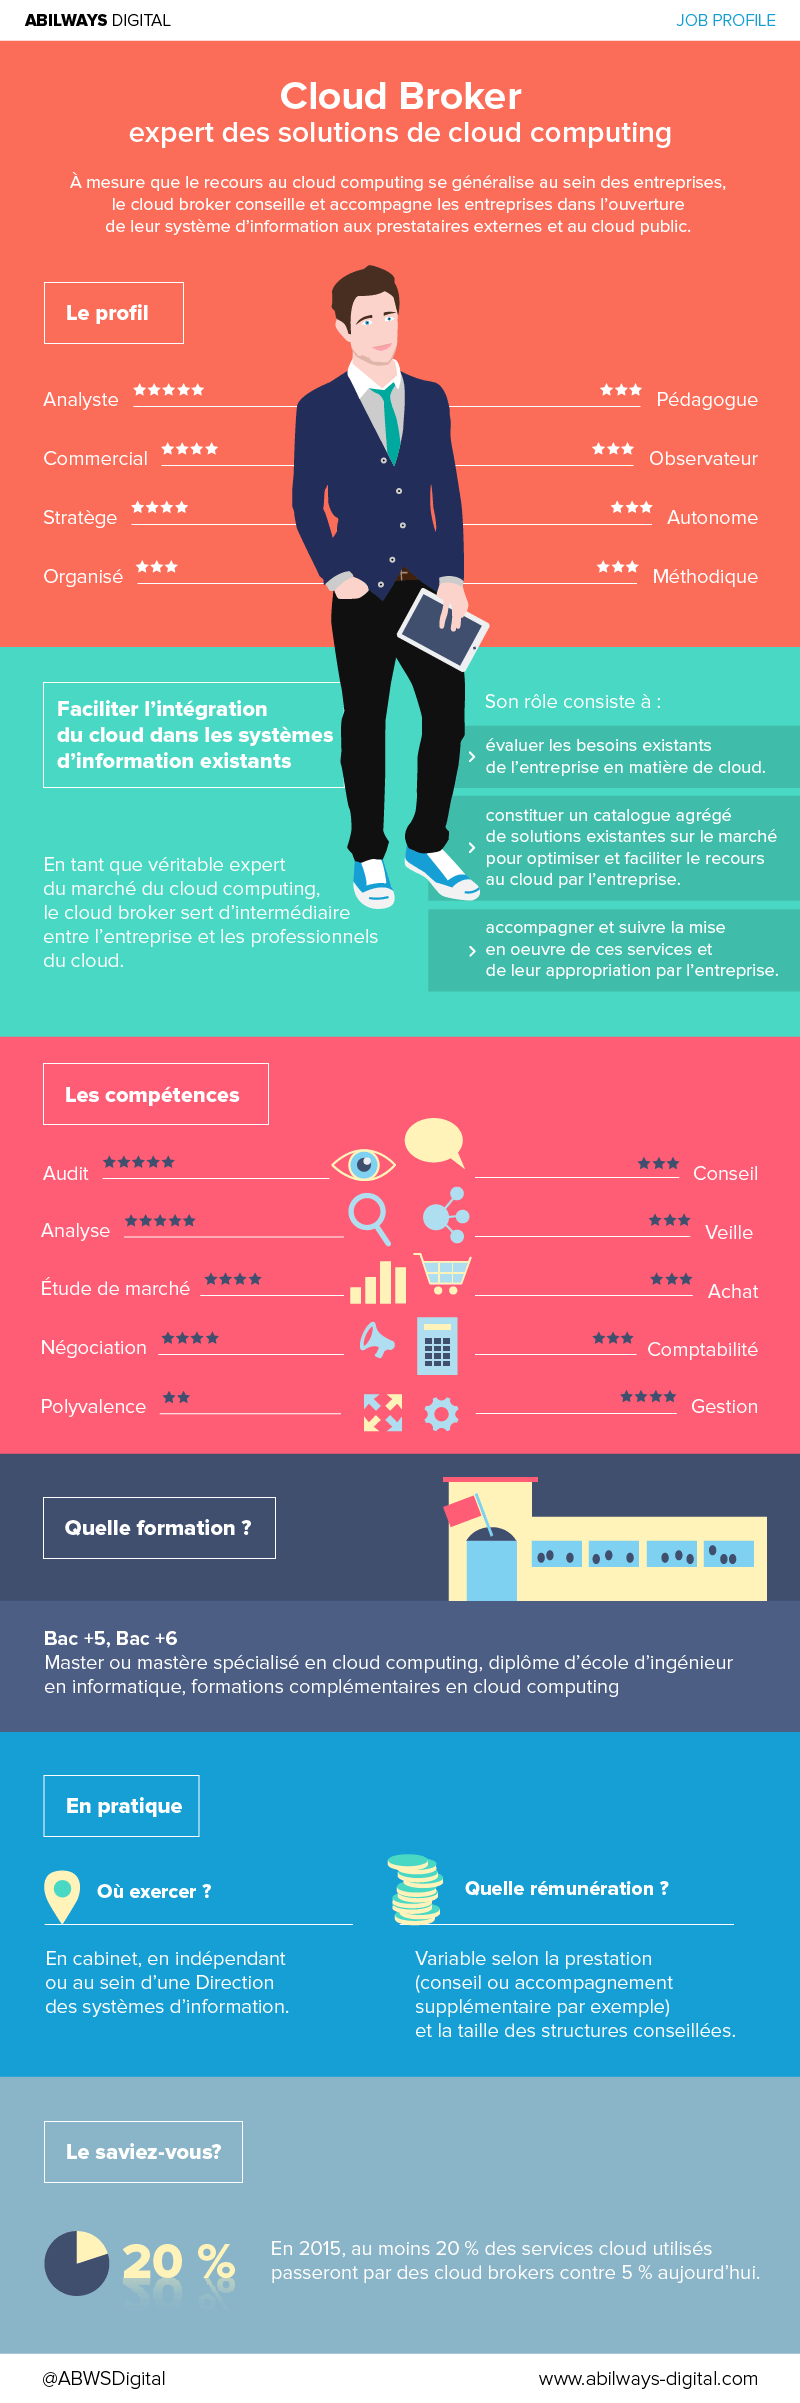 ABILWAYS DIGITAL
JOB PROFILE
Cloud Broker
expert des solutions de cloud computing
À mesure que le recours au cloud computing se généralise au sein des entreprises,
le cloud broker conseille et accompagne les entreprises dans l'ouverture
de leur système d'information aux prestataires externes et au cloud public.
Le profil
Analyste
Pédagogue
Commercial
Observateur
Stratège
Autonome
Organisé
Méthodique
Faciliter l'intégration
du cloud dans les systèmes
d'information existants
En tant que véritable expert
du marché du cloud computing,
le cloud broker sert d'intermédiaire
entre l'entreprise et les professionnels
du cloud.
Son rôle consiste à :
évaluer les besoins existants
de l'entreprise en matière de cloud.
constituer un catalogue agrégé
de solutions existantes sur le marché
pour optimiser et faciliter le recours
au cloud par l'entreprise.
accompagner et suivre la mise
en oeuvre de ces services et
de leur appropriation par l'entreprise.
Les compétences
Audit
Conseil
Analyse
Veille
Étude de marché
Achat
Négociation
Comptabilité
Polyvalence
Gestion
Quelle formation ?
Bac +5, Bac +6
Master ou mastère spécialisé en cloud computing, diplôme d'école d'ingénieur
en informatique, formations complémentaires en cloud computing
En pratique
Où exercer ?
En cabinet, en indépendant
ou au sein d'une Direction
des systèmes d'information.
Quelle rémunération ?
Variable selon la prestation
(conseil ou accompagnement
supplémentaire par exemple)
et la taille des structures conseillées.
Le saviez-vous?
20 %
En 2015, au moins 20 % des services cloud utilisés
passeront par des cloud brokers contre 5 % aujourd'hui.
@ABWSDigital
www.abilways-digital.com